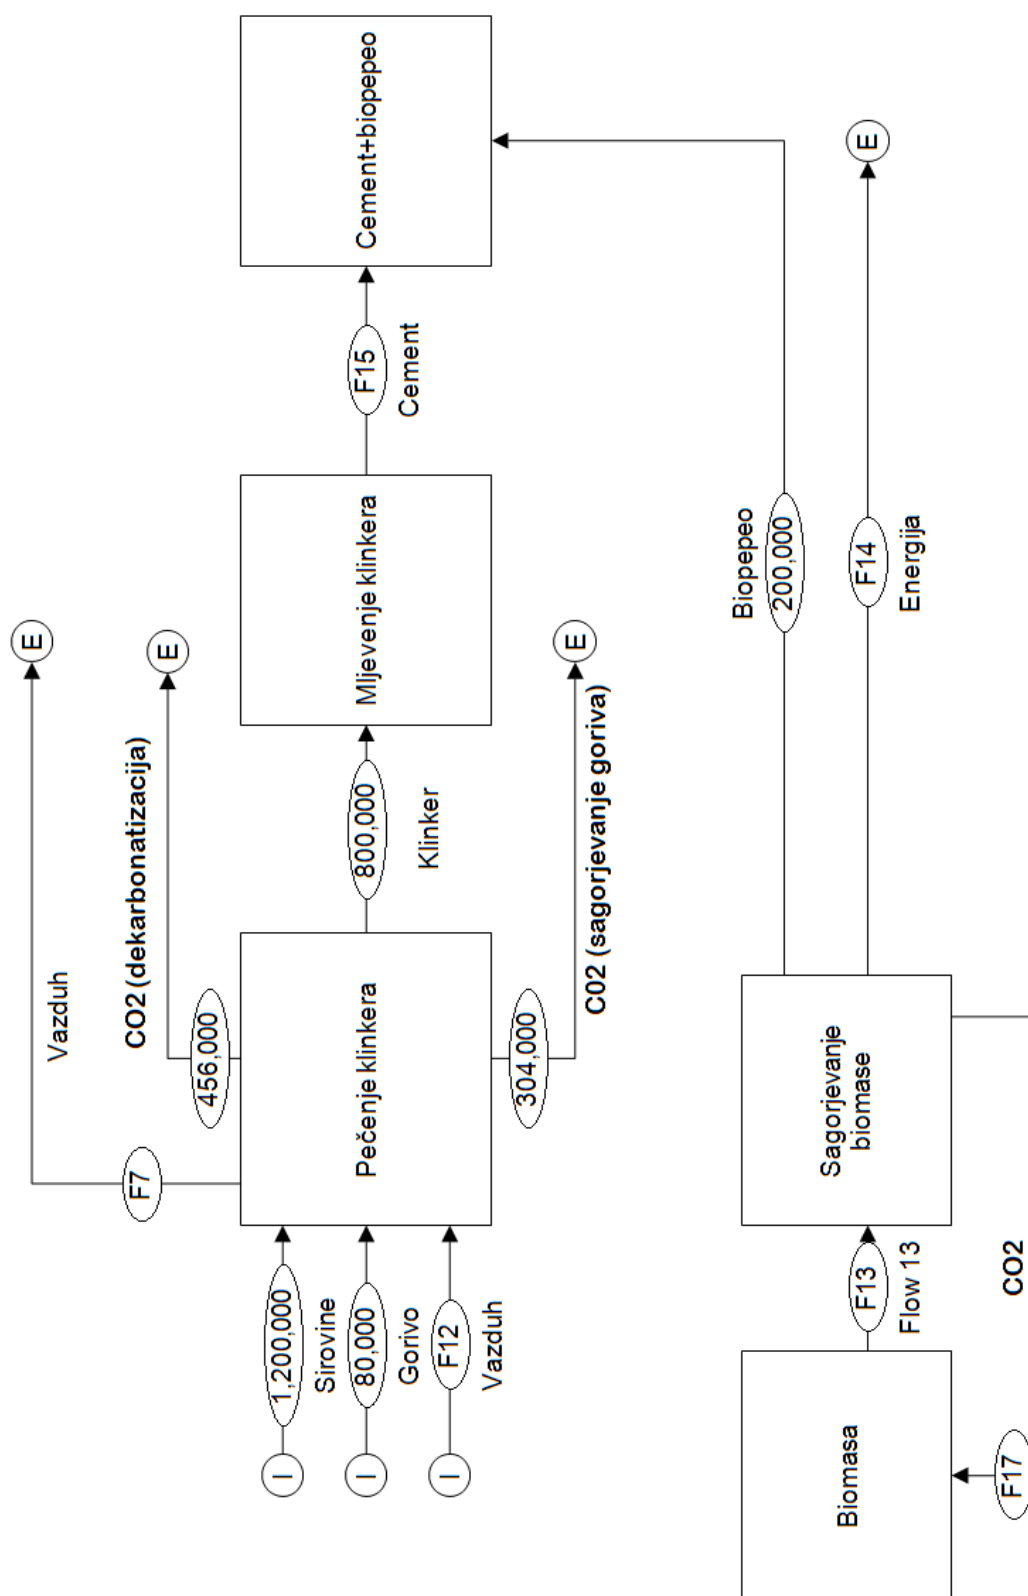 Vazduh
F7
E
CO2 (dekarbonatizacija)
456,000
E
I
1,200,000
Sirovine
I
80,000
Gorivo
I
F12
Vazduh
Pečenje klinkera
800,000
Klinker
Mljevenje klinkera
F15
Cement
Cement+biopepeo
304,000
C02 (sagorjevanje goriva)
E
Biopepeo
200,000
Biomasa
F13
Flow 13
Sagorjevanje
biomase
F14
Energija
E
F17
CO2